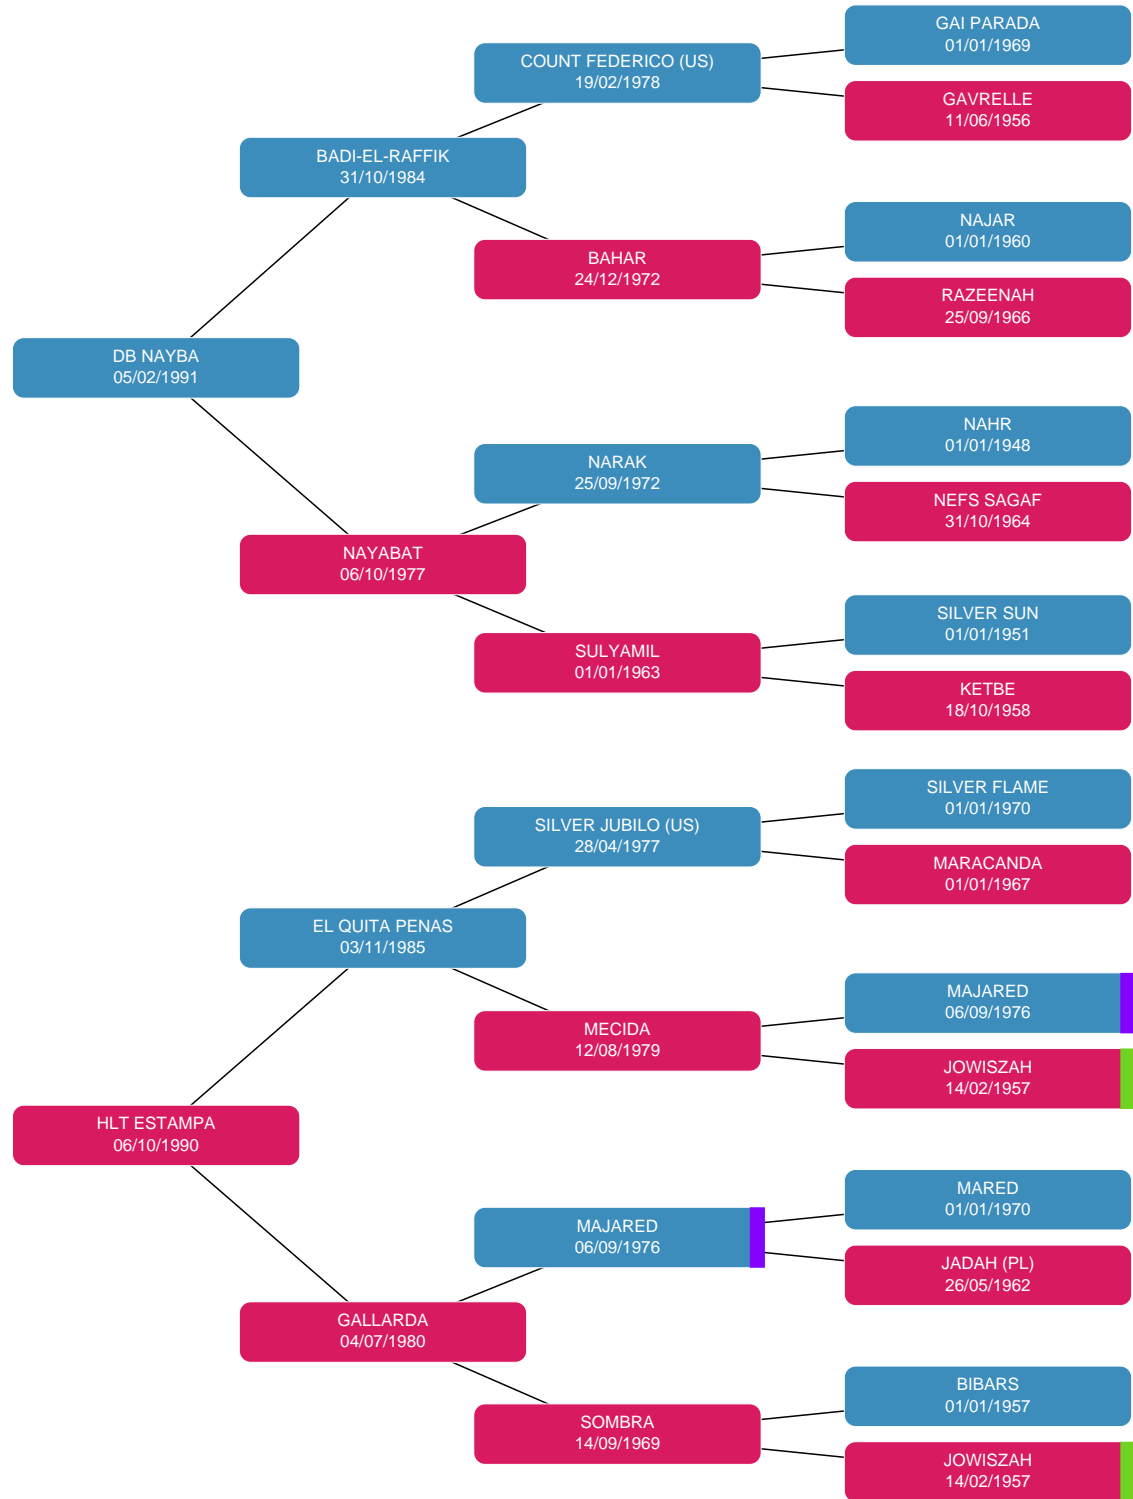 GAI PARADA
01/01/1969
COUNT FEDERICO (US)
19/02/1978
GAVRELLE
11/06/1956
BADI-EL-RAFFIK
31/10/1984
NAJAR
01/01/1960
BAHAR
24/12/1972
RAZEENAH
25/09/1966
DB NAYBA
05/02/1991
NAHR
01/01/1948
NARAK
25/09/1972
NEFS SAGAF
31/10/1964
NAYABAT
06/10/1977
SILVER SUN
01/01/1951
SULYAMIL
01/01/1963
KETBE
18/10/1958
SILVER FLAME
01/01/1970
SILVER JUBILO (US)
28/04/1977
MARACANDA
01/01/1967
EL QUITA PENAS
03/11/1985
MAJARED
06/09/1976
MECIDA
12/08/1979
JOWISZAH
14/02/1957
HLT ESTAMPA
06/10/1990
MARED
01/01/1970
MAJARED
06/09/1976
JADAH (PL)
26/05/1962
GALLARDA
04/07/1980
BIBARS
01/01/1957
SOMBRA
14/09/1969
JOWISZAH
14/02/1957